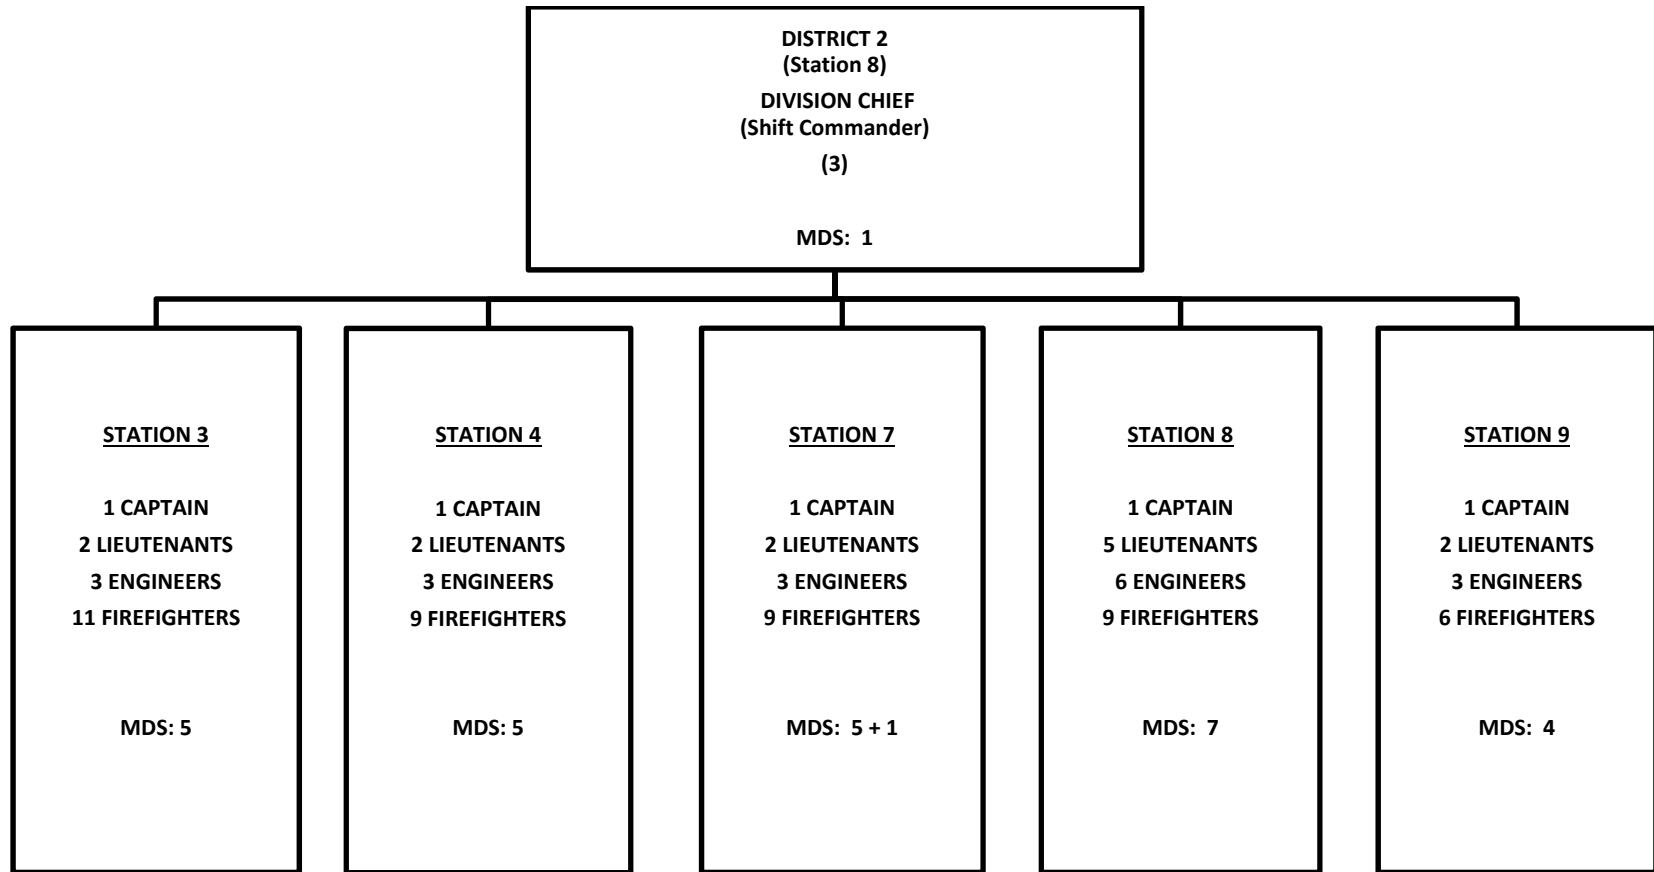 DISTRICT 2
(Station 8)
DIVISION CHIEF
(Shift Commander)
(3)
MDS: 1
STATION 3
1 CAPTAIN
2 LIEUTENANTS
3 ENGINEERS
11 FIREFIGHTERS
MDS: 5
STATION 4
1 CAPTAIN
2 LIEUTENANTS
3 ENGINEERS
9 FIREFIGHTERS
MDS: 5
STATION 7
1 CAPTAIN
2 LIEUTENANTS
3 ENGINEERS
9 FIREFIGHTERS
MDS: 5 + 1
STATION 8
1 CAPTAIN
5 LIEUTENANTS
6 ENGINEERS
9 FIREFIGHTERS
MDS: 7
STATION 9
1 CAPTAIN
2 LIEUTENANTS
3 ENGINEERS
6 FIREFIGHTERS
MDS: 4